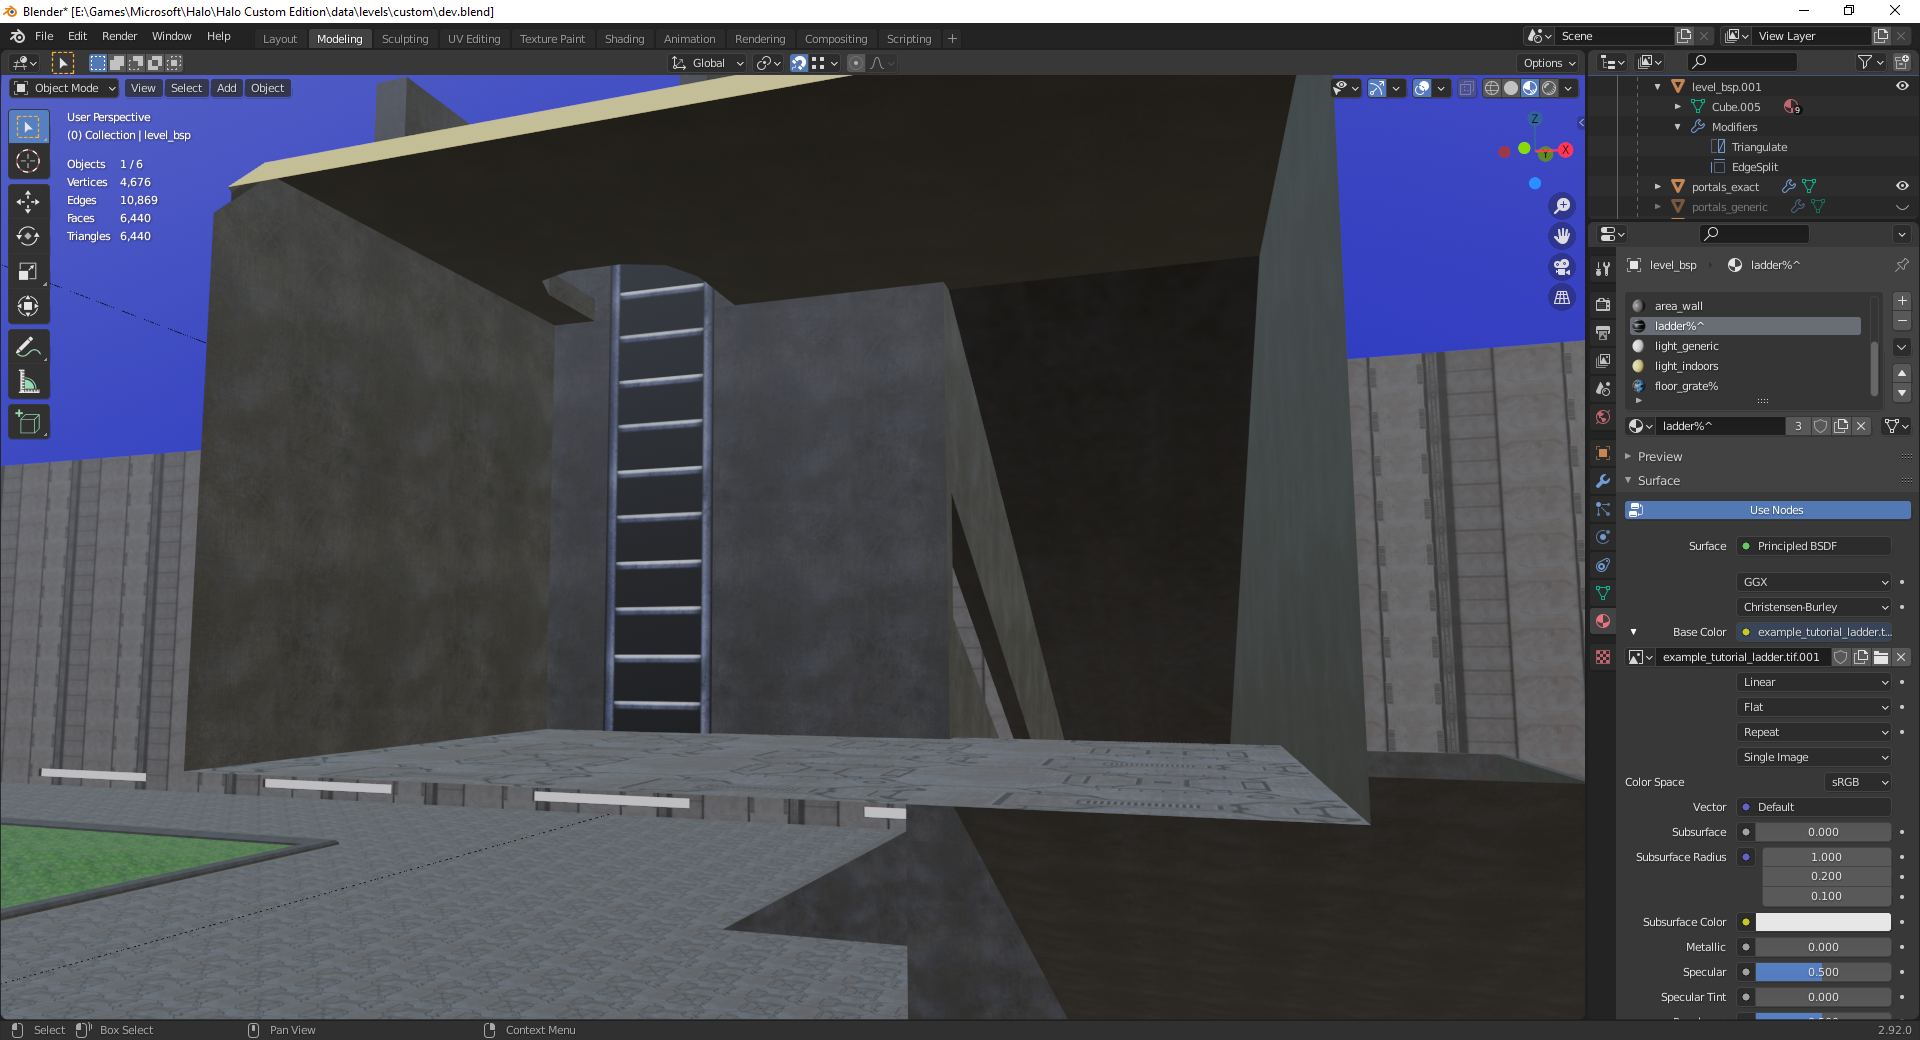 Blender* [E:\Games\Microsoft\Halo\Halo Custom Edition\data\levels\custom\dev.blend]
File Edit Render Window Help
Layout Modeling Sculpting UV Editing Texture Paint Shading Animation Rendering Compositing Scripting +
Scene
View Layer
Global
Options
Object Mode View Select Add Object
User Perspective
(0) Collection | level_bsp
Objects 1 / 6
Vertices 4,676
Edges 10,869
Faces 6,440
Triangles 6,440
Z
X
Y
level_bsp.001
Cube.005
9
Modifiers
Triangulate
EdgeSplit
portals_exact
portals_generic
level_bsp
ladder%^
area_wall
ladder%^
light_generic
light_indoors
floor_grate%
ladder%^ 3
Preview
Surface
Use Nodes
Surface Principled BSDF
GGX
Christensen-Burley
Base Color example_tutorial_ladder.t...
example_tutorial_ladder.tif.001
Linear
Flat
Repeat
Single Image
Color Space sRGB
Vector Default
Subsurface 0.000
Subsurface Radius 1.000
0.200
0.100
Subsurface Color
Metallic 0.000
Specular 0.500
Specular Tint 0.000
Select Box Select Pan View Context Menu 2.92.0